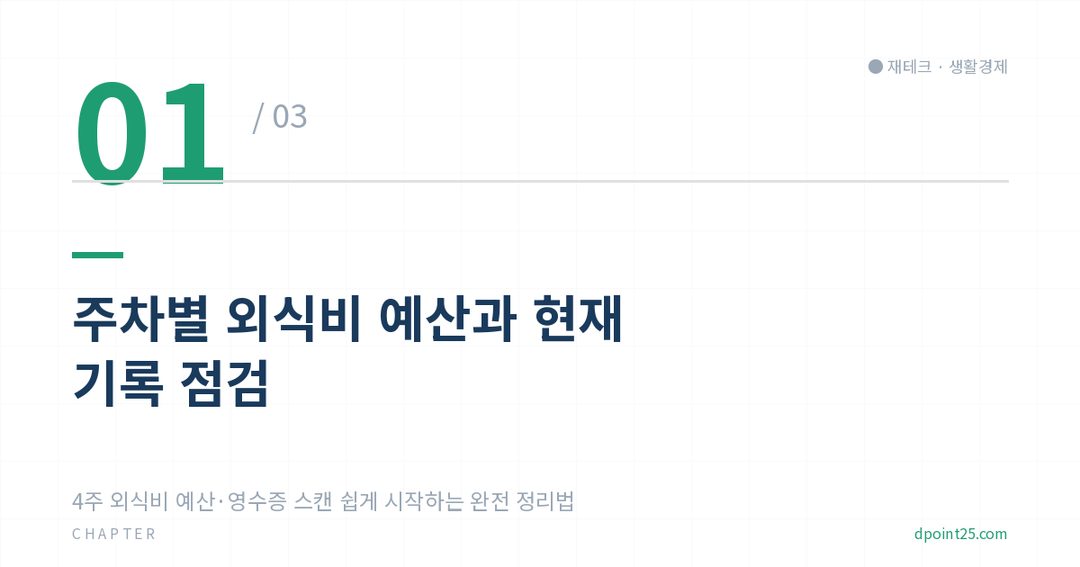 01 / 03
● 재테크 · 생활경제
주차별 외식비 예산과 현재
기록 점검
4주 외식비 예산·영수증 스캔 쉽게 시작하는 완전 정리법
CHAPTER
dpoint25.com